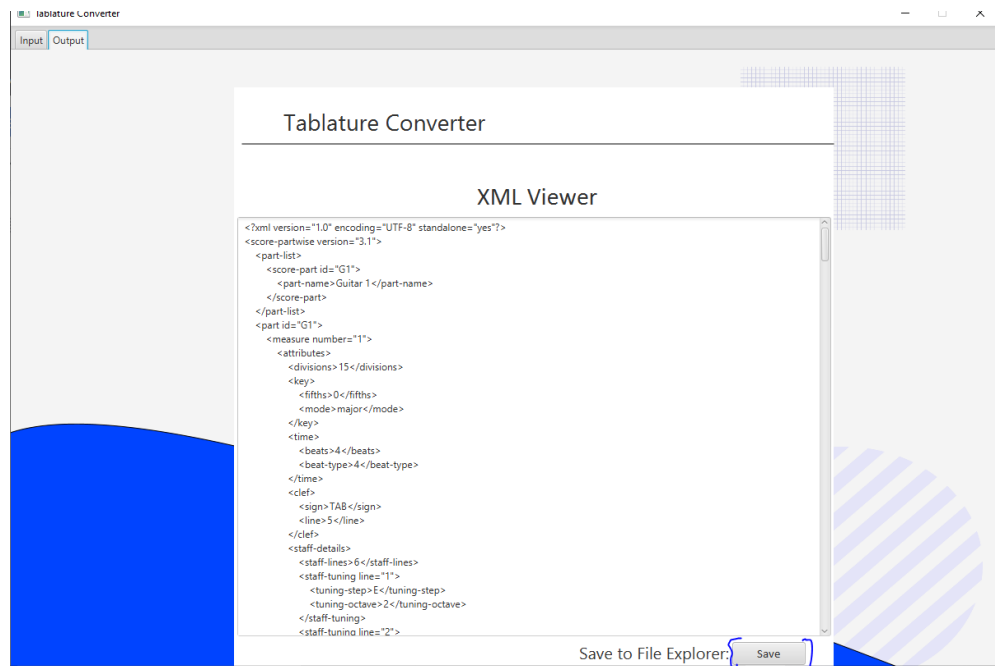 Tablature Converter
Input Output
Tablature Converter
XML Viewer
<?xml version="1.0" encoding="UTF-8" standalone="yes"?>
<score-partwise version="3.1">
<part-list>
<score-part id="G1">
<part-name>Guitar 1</part-name>
</score-part>
</part-list>
<part id="G1">
<measure number="1">
<attributes>
<divisions>15</divisions>
<key>
<fifths>0</fifths>
<mode>major</mode>
</key>
<time>
<beats>4</beats>
<beat-type>4</beat-type>
</time>
<clef>
<sign>TAB</sign>
<line>5</line>
</clef>
<staff-details>
<staff-lines>6</staff-lines>
<staff-tuning line="1">
<tuning-step>E</tuning-step>
<tuning-octave>2</tuning-octave>
</staff-tuning>
<staff-tuning line="2">
Save to File Explorer: Save